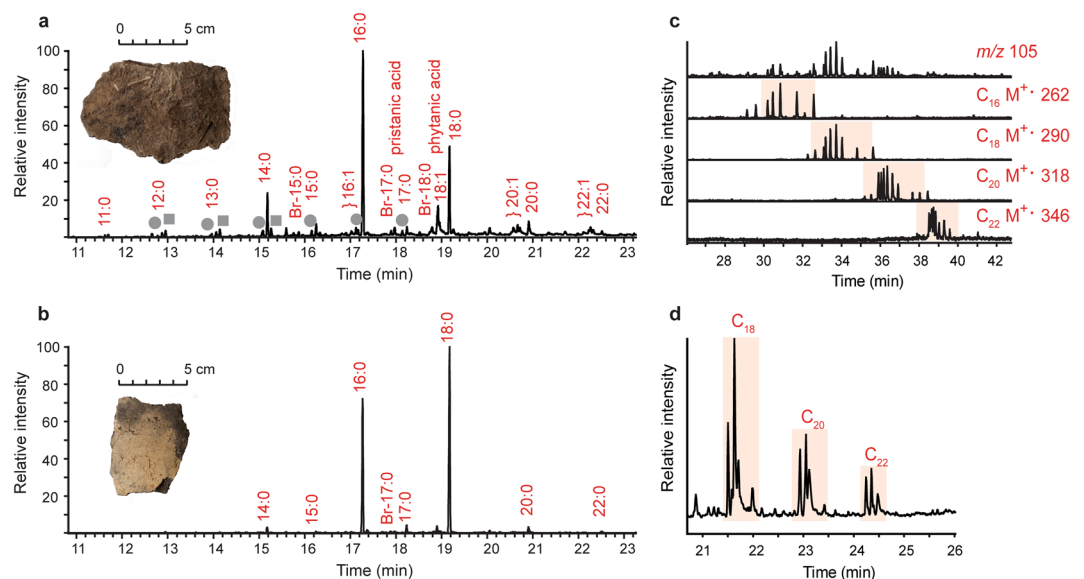 a
0 5 cm
Relative intensity
100
80
60
40
20
11:0
12:0
13:0
14:0
Br-15:0
15:0
} 16:1
16:0
Br-17:0
17:0
pristanic acid
Br-18:0
18:1
phytanic acid
18:0
} 20:1
20:0
} 22:1
22:0
11 12 13 14 15 16 17 18 19 20 21 22 23
Time (min)
b
0 5 cm
Relative intensity
100
80
60
40
20
14:0
15:0
16:0
Br-17:0
17:0
18:0
20:0
22:0
11 12 13 14 15 16 17 18 19 20 21 22 23
Time (min)
c
Relative intensity
m/z 105
C₁₆ M⁺· 262
C₁₈ M⁺· 290
C₂₀ M⁺· 318
C₂₂ M⁺· 346
28 30 32 34 36 38 40 42
Time (min)
d
Relative intensity
C₁₈
C₂₀
C₂₂
21 22 23 24 25 26
Time (min)